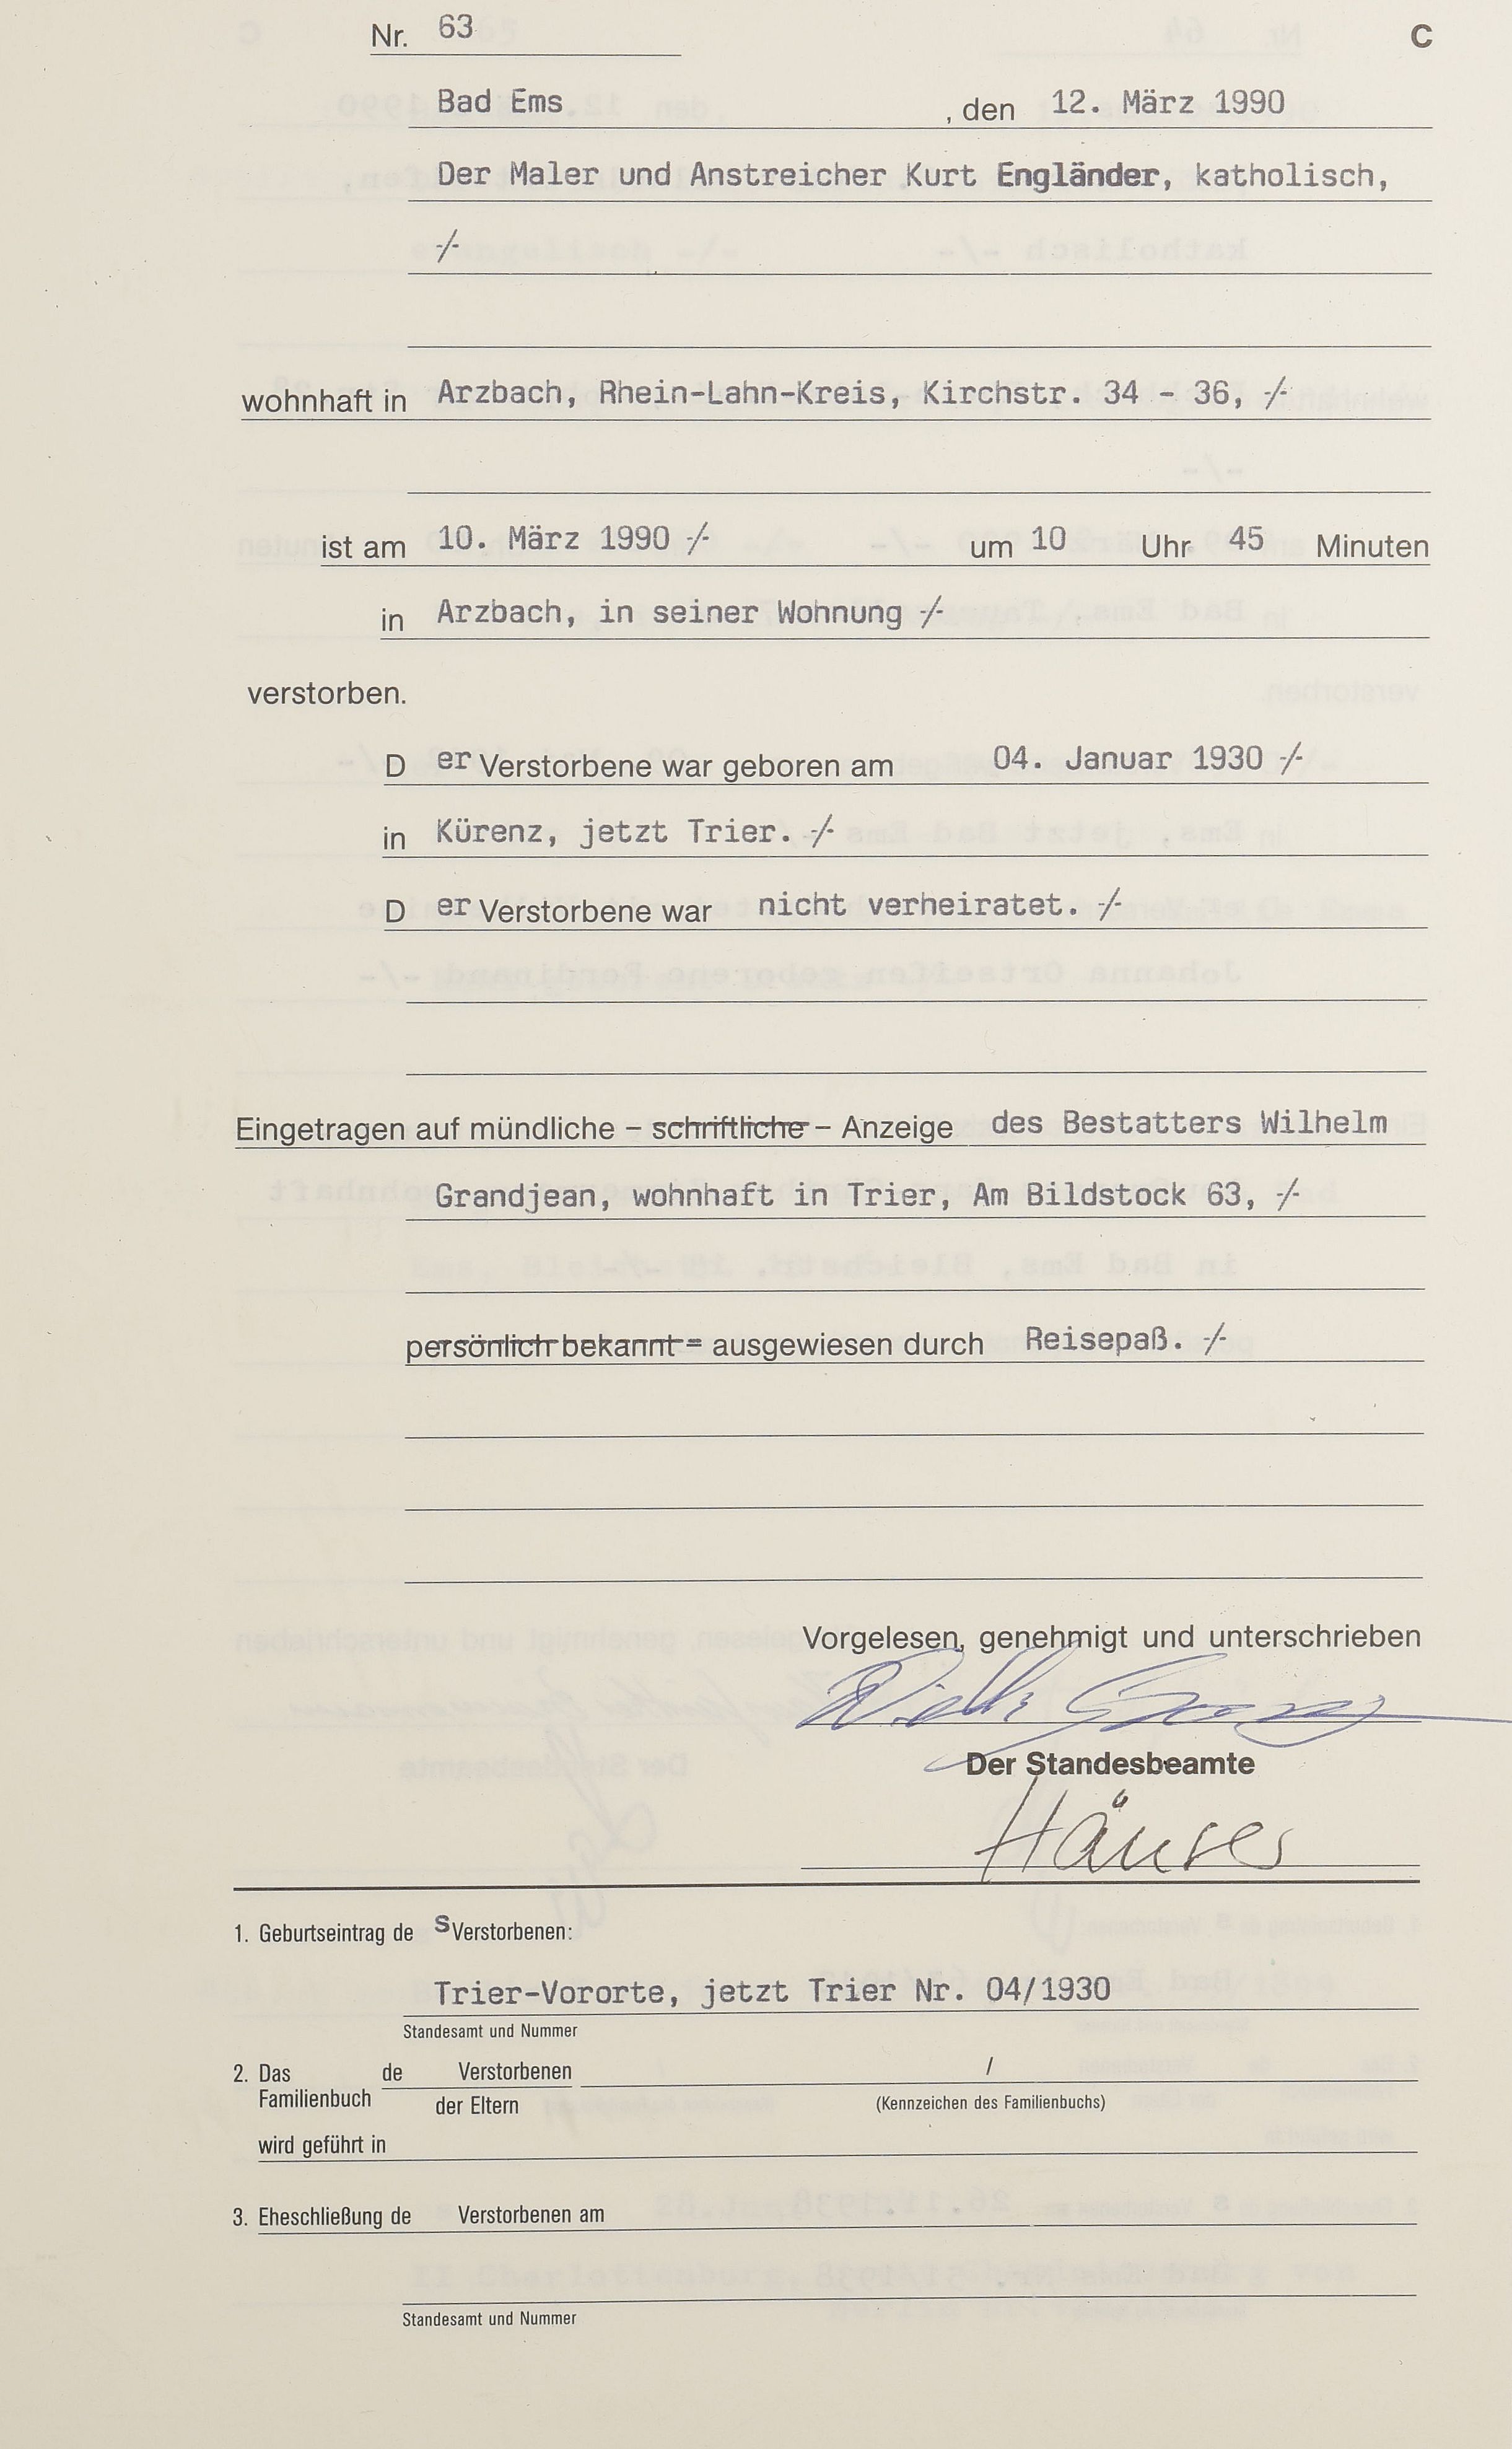 Nr. 63 C
Bad Ems , den 12. März 1990
Der Maler und Anstreicher Kurt Engländer, katholisch,
-/-
wohnhaft in Arzbach, Rhein-Lahn-Kreis, Kirchstr. 34 - 36, -/-
ist am 10. März 1990 -/- um 10 Uhr 45 Minuten
in Arzbach, in seiner Wohnung -/-
verstorben.
D er Verstorbene war geboren am 04. Januar 1930 -/-
in Kürenz, jetzt Trier. -/-
D er Verstorbene war nicht verheiratet. -/-
Eingetragen auf mündliche – schriftliche – Anzeige des Bestatters Wilhelm
Grandjean, wohnhaft in Trier, Am Bildstock 63, -/-
persönlich bekannt – ausgewiesen durch Reisepaß. -/-
Vorgelesen, genehmigt und unterschrieben
Der Standesbeamte
Häuser
1. Geburtseintrag de s Verstorbenen:
Trier-Vororte, jetzt Trier Nr. 04/1930
Standesamt und Nummer
2. Das de Verstorbenen /
Familienbuch der Eltern (Kennzeichen des Familienbuchs)
wird geführt in
3. Eheschließung de Verstorbenen am
Standesamt und Nummer